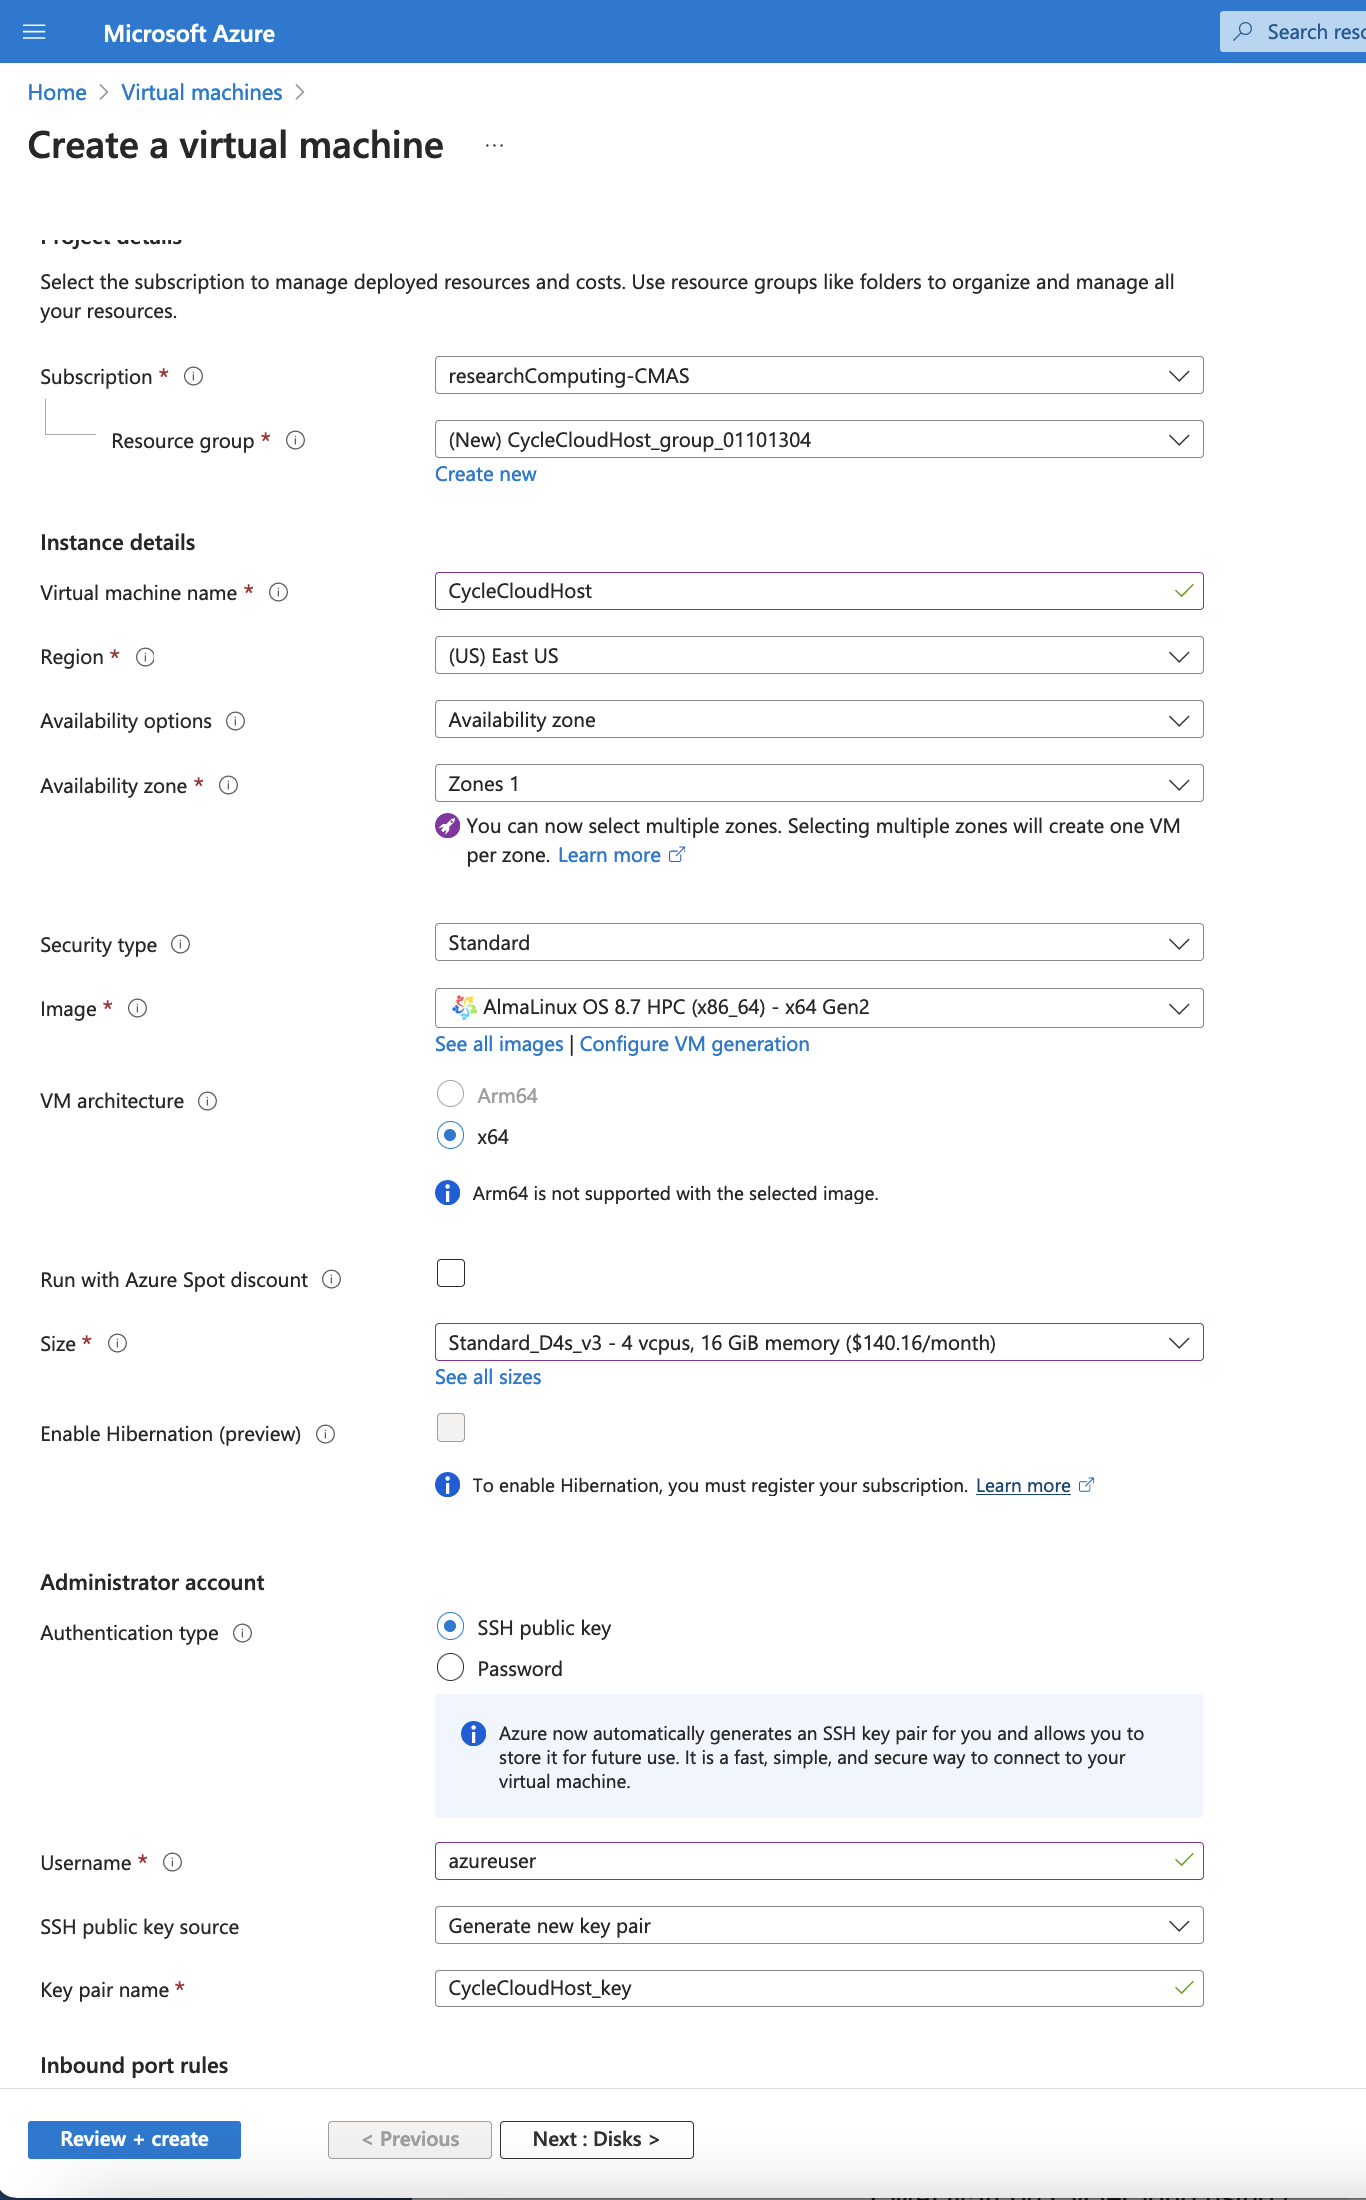 Microsoft Azure
Search reso
Home > Virtual machines >
Create a virtual machine ...
Project details
Select the subscription to manage deployed resources and costs. Use resource groups like folders to organize and manage all
your resources.
Subscription *
researchComputing-CMAS
Resource group *
(New) CycleCloudHost_group_01101304
Create new
Instance details
Virtual machine name *
CycleCloudHost
Region *
(US) East US
Availability options
Availability zone
Availability zone *
Zones 1
You can now select multiple zones. Selecting multiple zones will create one VM
per zone. Learn more
Security type
Standard
Image *
AlmaLinux OS 8.7 HPC (x86_64) - x64 Gen2
See all images | Configure VM generation
VM architecture
Arm64
x64
Arm64 is not supported with the selected image.
Run with Azure Spot discount
Size *
Standard_D4s_v3 - 4 vcpus, 16 GiB memory ($140.16/month)
See all sizes
Enable Hibernation (preview)
To enable Hibernation, you must register your subscription. Learn more
Administrator account
Authentication type
SSH public key
Password
Azure now automatically generates an SSH key pair for you and allows you to
store it for future use. It is a fast, simple, and secure way to connect to your
virtual machine.
Username *
azureuser
SSH public key source
Generate new key pair
Key pair name *
CycleCloudHost_key
Inbound port rules
Review + create
< Previous
Next : Disks >